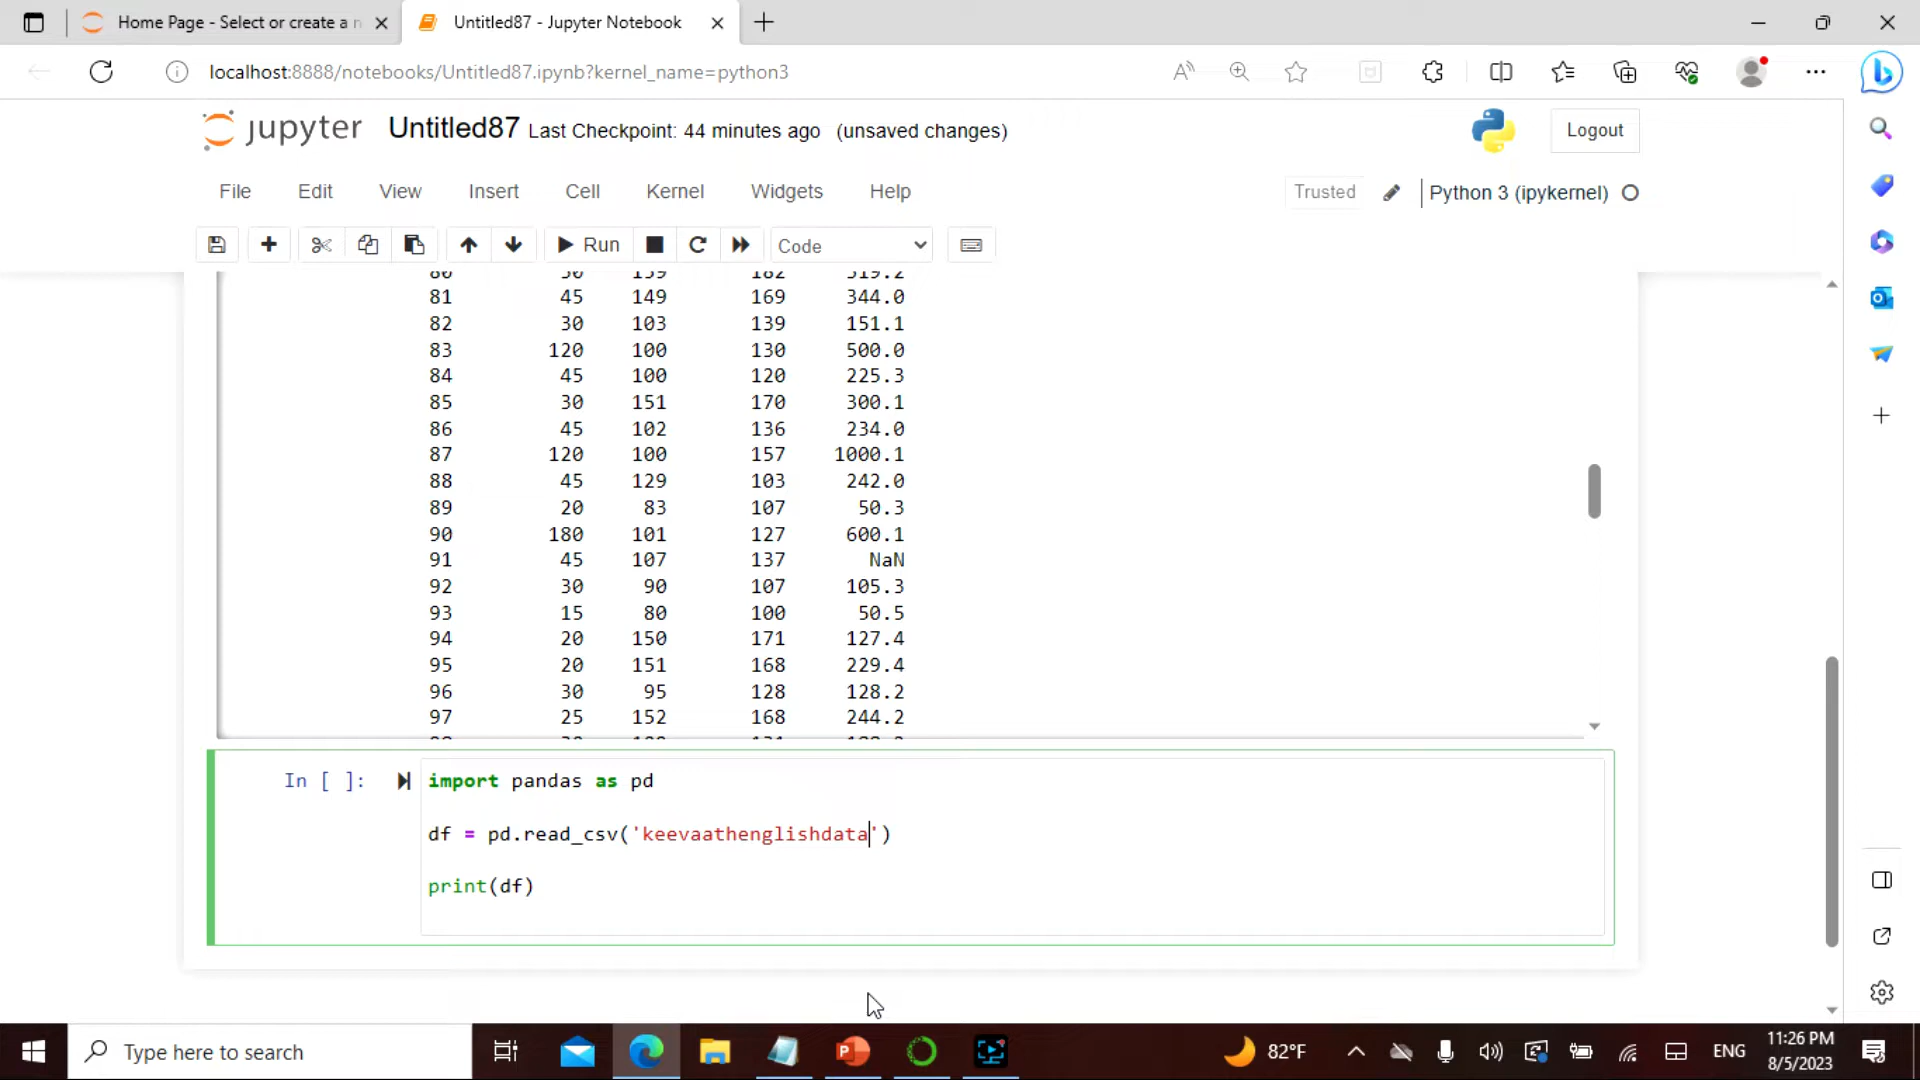 Home Page - Select or create a n
Untitled87 - Jupyter Notebook
localhost:8888/notebooks/Untitled87.ipynb?kernel_name=python3
jupyter Untitled87 Last Checkpoint: 44 minutes ago (unsaved changes)
Logout
File Edit View Insert Cell Kernel Widgets Help
Trusted Python 3 (ipykernel)
Run Code
80 30 159 182 319.2
81 45 149 169 344.0
82 30 103 139 151.1
83 120 100 130 500.0
84 45 100 120 225.3
85 30 151 170 300.1
86 45 102 136 234.0
87 120 100 157 1000.1
88 45 129 103 242.0
89 20 83 107 50.3
90 180 101 127 600.1
91 45 107 137 NaN
92 30 90 107 105.3
93 15 80 100 50.5
94 20 150 171 127.4
95 20 151 168 229.4
96 30 95 128 128.2
97 25 152 168 244.2
In [ ]:
import pandas as pd
df = pd.read_csv('keevaathenglishdata')
print(df)
Type here to search
82°F
ENG
11:26 PM
8/5/2023